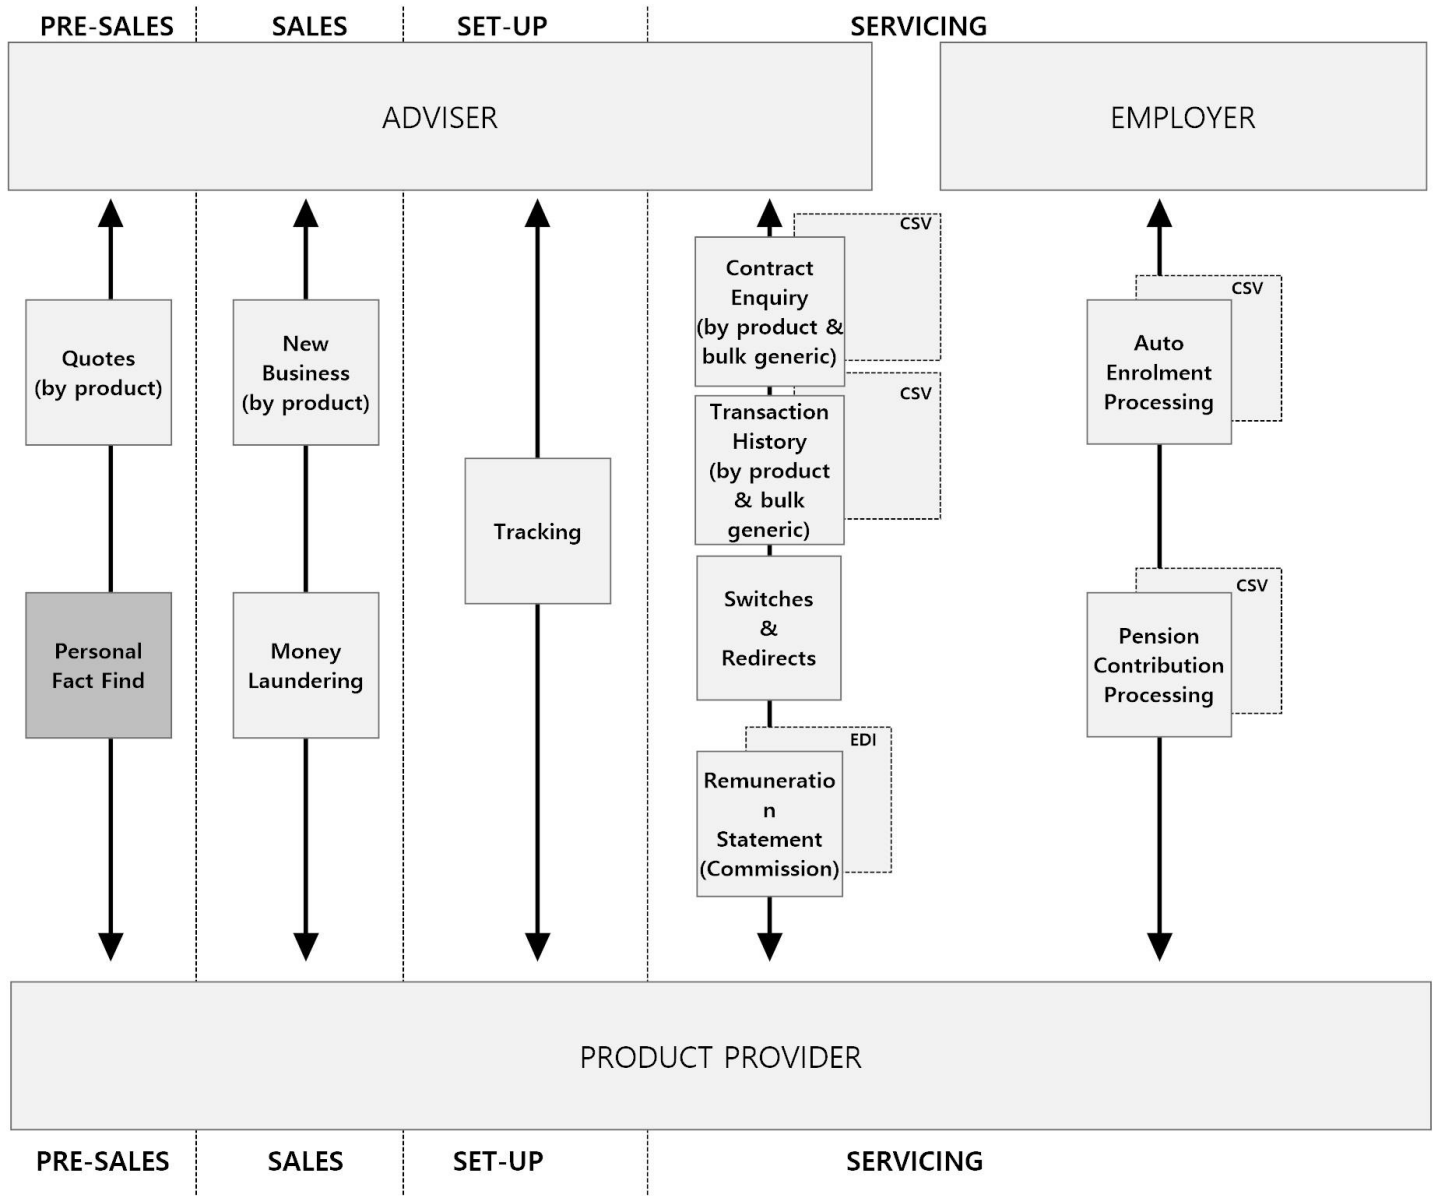 PRE-SALES
SALES
SET-UP
SERVICING
ADVISER
EMPLOYER
Quotes
(by product)
Personal
Fact Find
New
Business
(by product)
Money
Laundering
Tracking
CSV
Contract
Enquiry
(by product &
bulk generic)
CSV
Transaction
History
(by product
& bulk
generic)
Switches
&
Redirects
EDI
Remuneratio
n
Statement
(Commission)
CSV
Auto
Enrolment
Processing
CSV
Pension
Contribution
Processing
PRODUCT PROVIDER
PRE-SALES
SALES
SET-UP
SERVICING